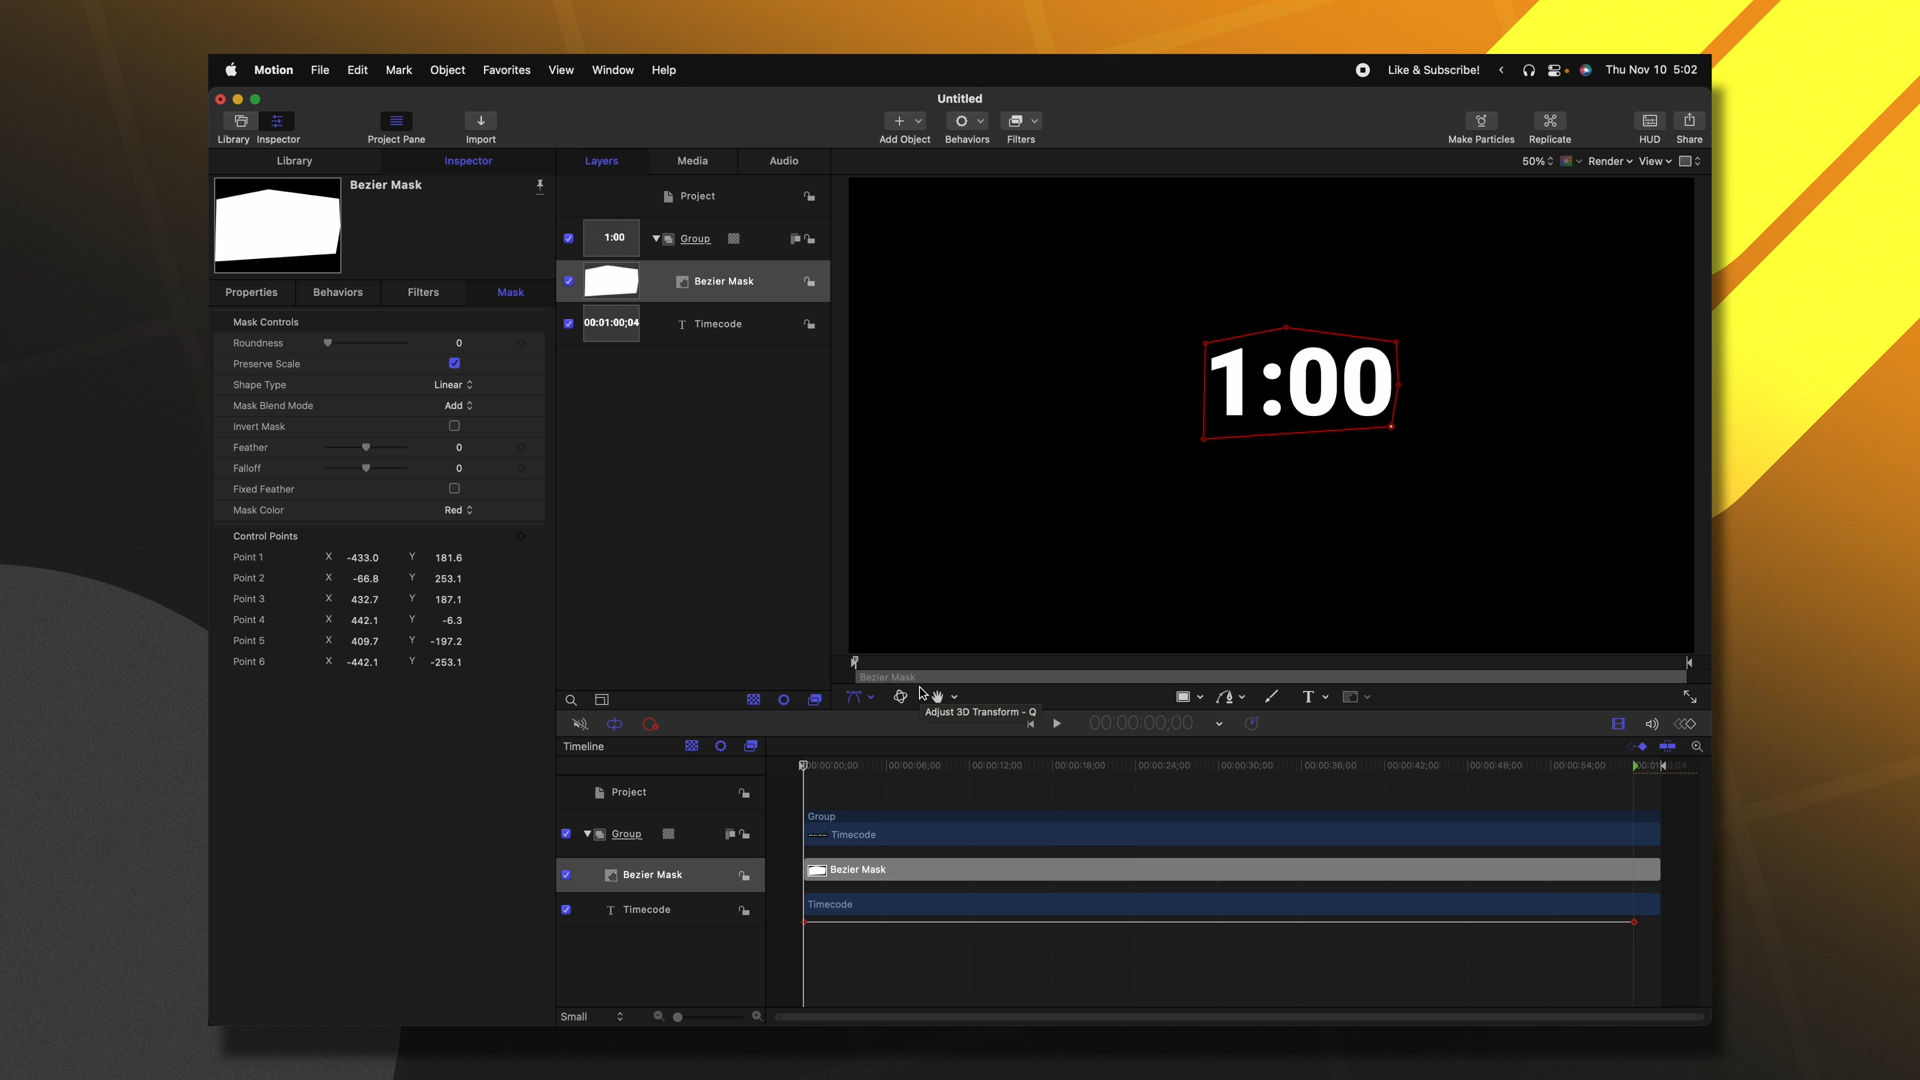 Motion File Edit Mark Object Favorites View Window Help
Like & Subscribe! Thu Nov 10 5:02
Untitled
Library Inspector Project Pane Import Add Object Behaviors Filters Make Particles Replicate HUD Share
Library Inspector
Layers Media Audio
50% Render View
Bezier Mask
Properties Behaviors Filters Mask
Mask Controls
Roundness 0
Preserve Scale
Shape Type Linear
Mask Blend Mode Add
Invert Mask
Feather 0
Falloff 0
Fixed Feather
Mask Color Red
Control Points
Point 1 X -433.0 Y 181.6
Point 2 X -66.8 Y 253.1
Point 3 X 432.7 Y 187.1
Point 4 X 442.1 Y -6.3
Point 5 X 409.7 Y -197.2
Point 6 X -442.1 Y -253.1
Project
1:00 Group
Bezier Mask
00:01:00;04 T Timecode
1:00
Bezier Mask
T
Adjust 3D Transform - Q
00:00:00;00
Timeline
00:00:00;00 00:00:06;00 00:00:12;00 00:00:18;00 00:00:24;00 00:00:30;00 00:00:36;00 00:00:42;00 00:00:48;00 00:00:54;00
Project
Group
Bezier Mask
T Timecode
Group
Timecode
Bezier Mask
Timecode
Small